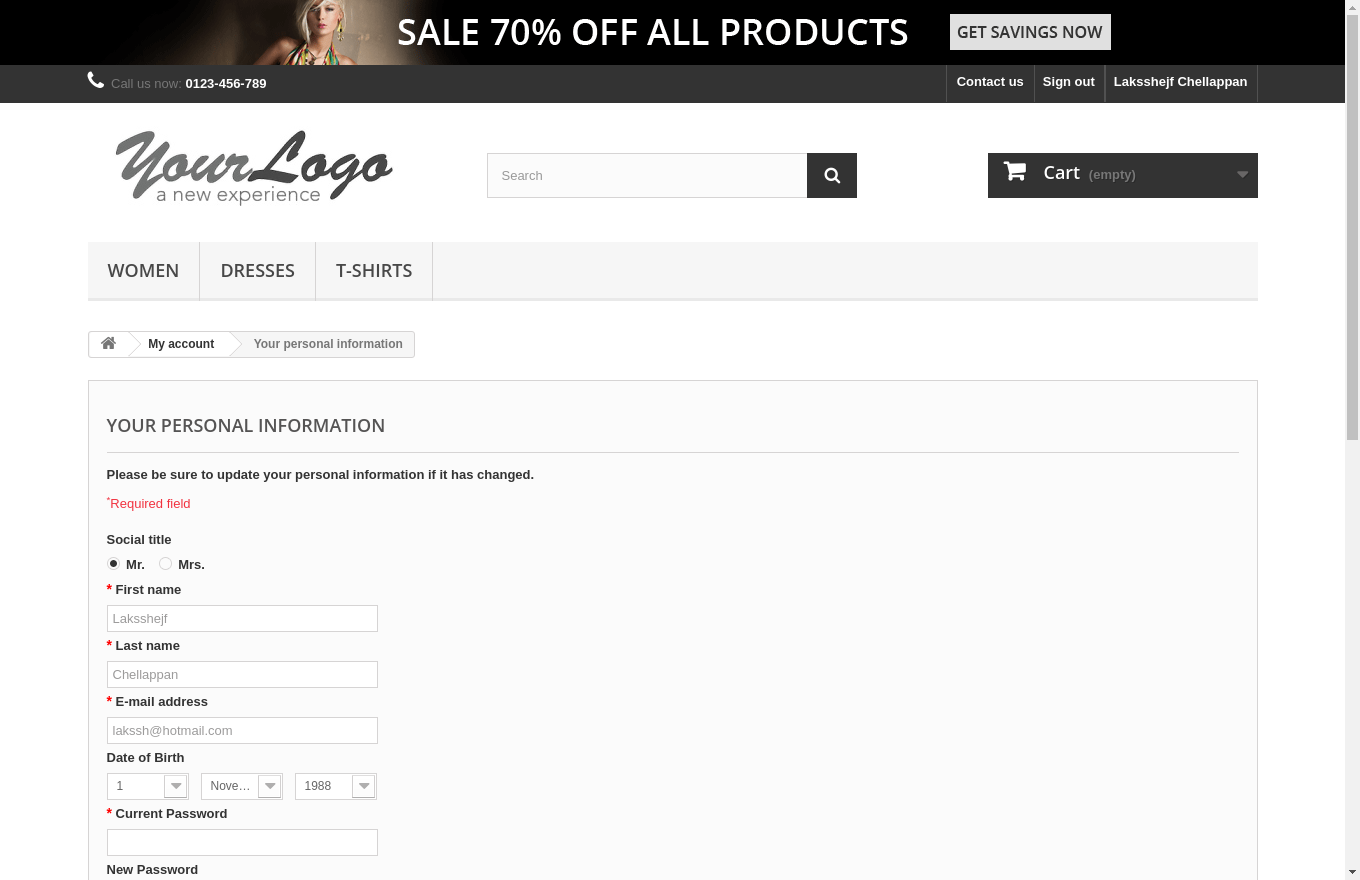 SALE 70% OFF ALL PRODUCTS GET SAVINGS NOW
Call us now: 0123-456-789 Contact us Sign out Laksshejf Chellappan
Your Logo
a new experience
Search
Cart (empty)
WOMEN DRESSES T-SHIRTS
My account Your personal information
YOUR PERSONAL INFORMATION
Please be sure to update your personal information if it has changed.
*Required field
Social title
Mr. Mrs.
* First name
Laksshejf
* Last name
Chellappan
* E-mail address
lakssh@hotmail.com
Date of Birth
1 Nove… 1988
* Current Password
New Password